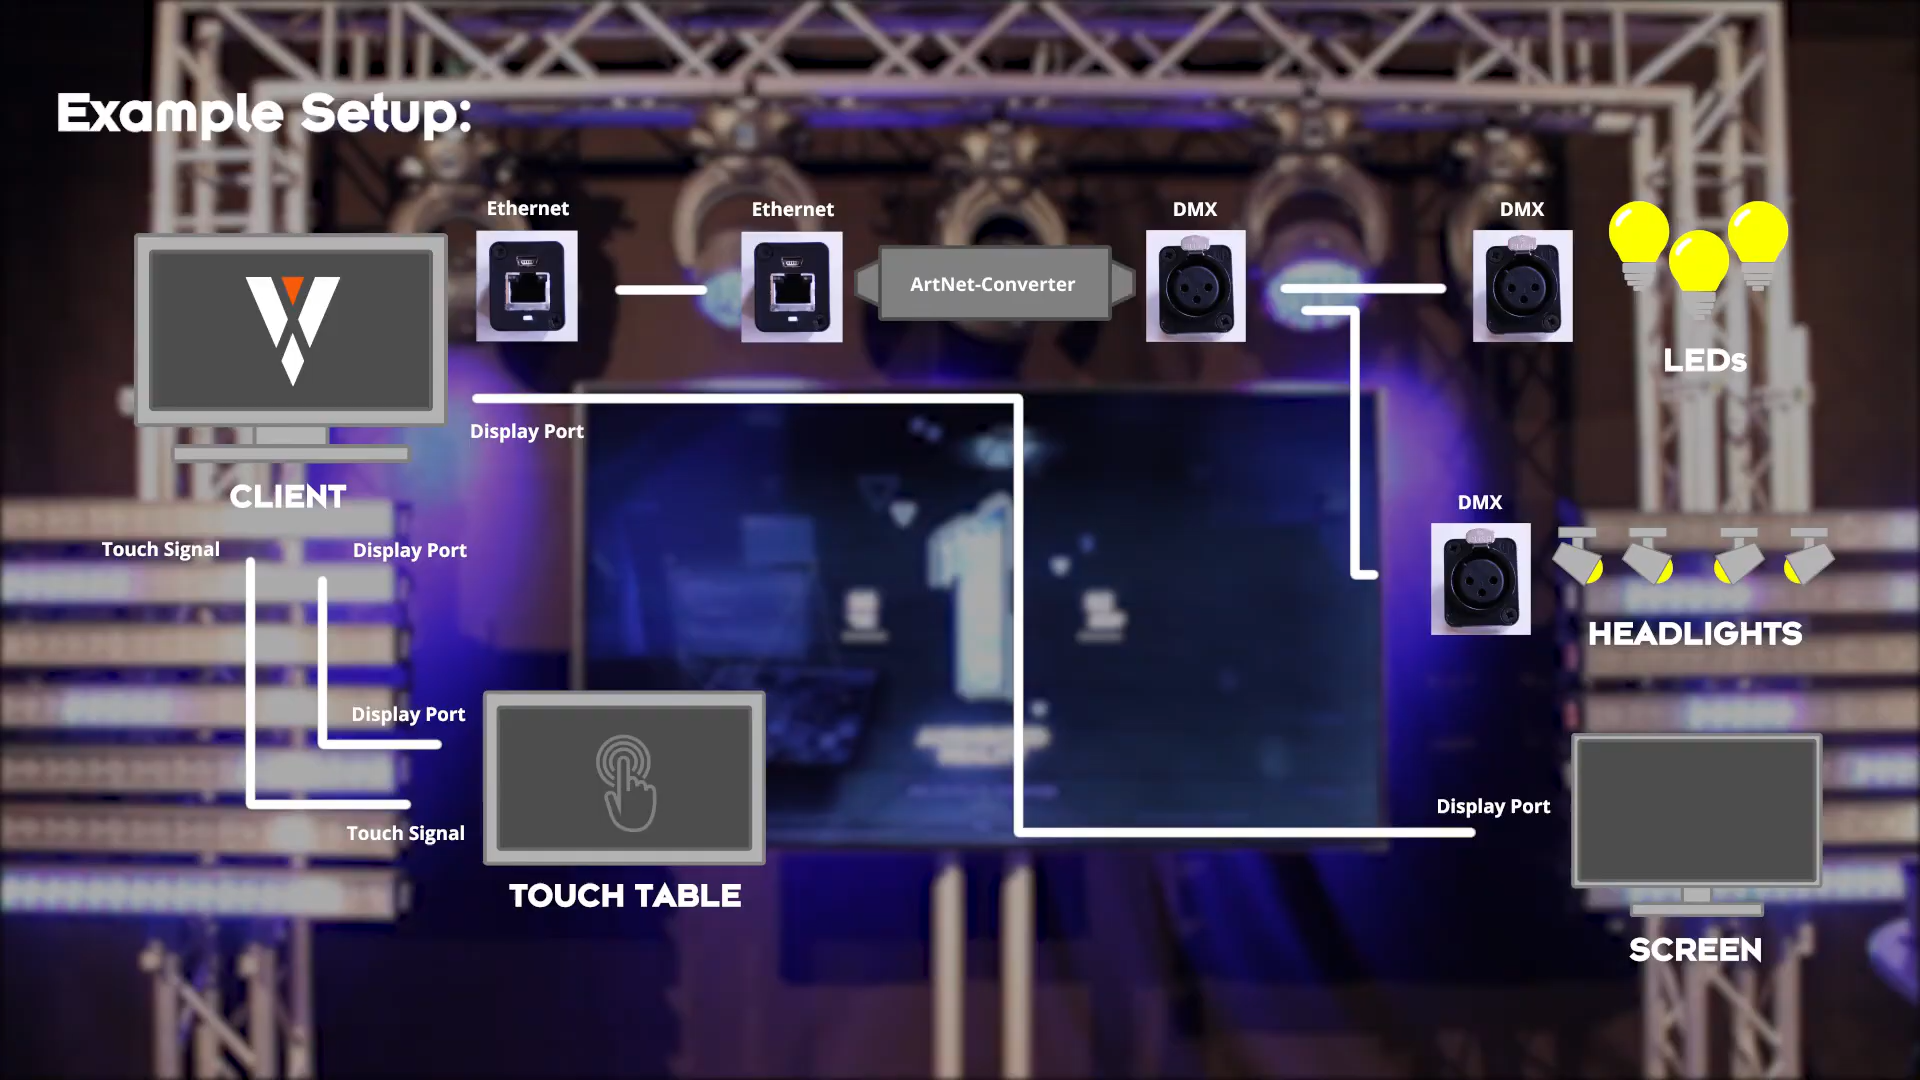 Example Setup:
Ethernet
Ethernet
DMX
DMX
ArtNet-Converter
LEDs
Display Port
CLIENT
Touch Signal
Display Port
DMX
HEADLIGHTS
Display Port
Touch Signal
TOUCH TABLE
Display Port
SCREEN